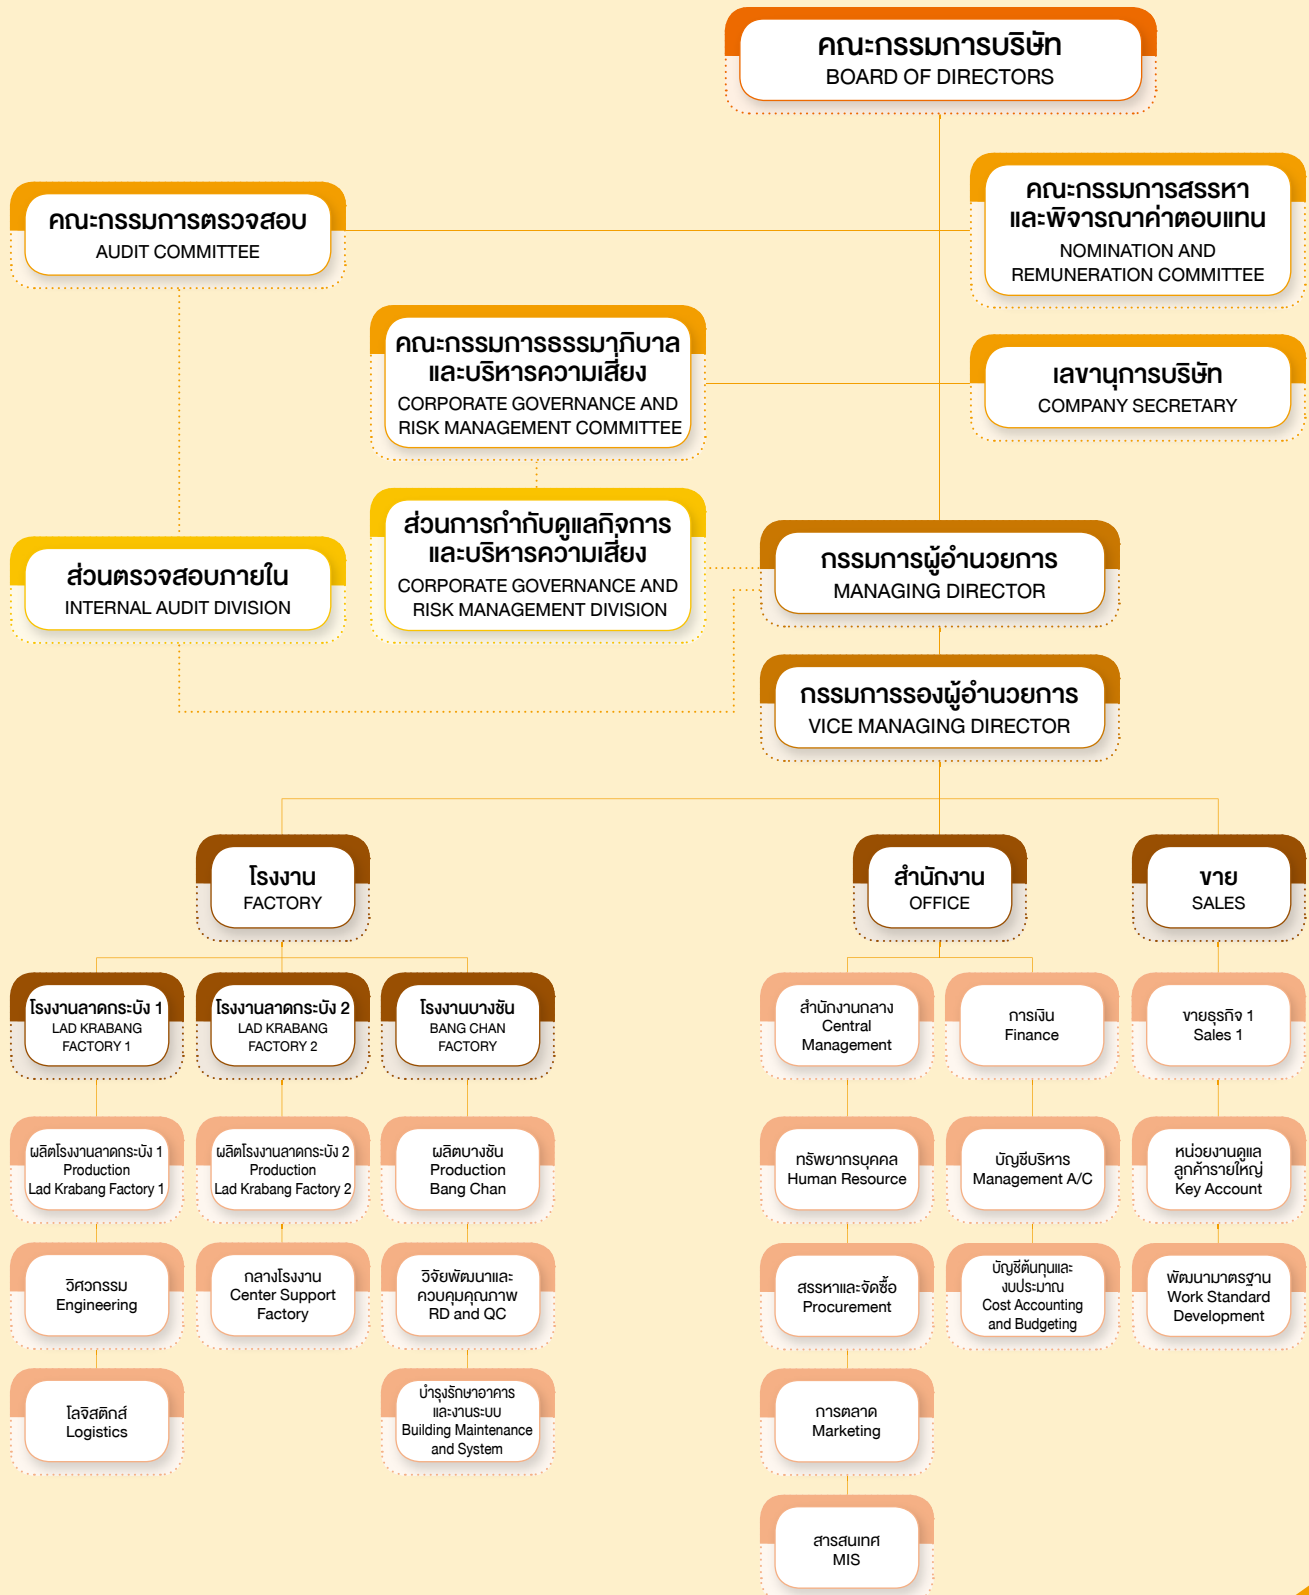 คณะกรรมการบริษัท
BOARD OF DIRECTORS
คณะกรรมการตรวจสอบ
AUDIT COMMITTEE
คณะกรรมการสรรหา
และพิจารณาค่าตอบแทน
NOMINATION AND
REMUNERATION COMMITTEE
คณะกรรมการธรรมาภิบาล
และบริหารความเสี่ยง
CORPORATE GOVERNANCE AND
RISK MANAGEMENT COMMITTEE
เลขานุการบริษัท
COMPANY SECRETARY
ส่วนตรวจสอบภายใน
INTERNAL AUDIT DIVISION
ส่วนการกำกับดูแลกิจการ
และบริหารความเสี่ยง
CORPORATE GOVERNANCE AND
RISK MANAGEMENT DIVISION
กรรมการผู้อำนวยการ
MANAGING DIRECTOR
กรรมการรองผู้อำนวยการ
VICE MANAGING DIRECTOR
โรงงาน
FACTORY
สำนักงาน
OFFICE
ขาย
SALES
โรงงานลาดกระบัง 1
LAD KRABANG
FACTORY 1
โรงงานลาดกระบัง 2
LAD KRABANG
FACTORY 2
โรงงานบางชัน
BANG CHAN
FACTORY
สำนักงานกลาง
Central
Management
การเงิน
Finance
ขายธุรกิจ 1
Sales 1
ผลิตโรงงานลาดกระบัง 1
Production
Lad Krabang Factory 1
ผลิตโรงงานลาดกระบัง 2
Production
Lad Krabang Factory 2
ผลิตบางชัน
Production
Bang Chan
ทรัพยากรบุคคล
Human Resource
บัญชีบริหาร
Management A/C
หน่วยงานดูแล
ลูกค้ารายใหญ่
Key Account
วิศวกรรม
Engineering
กลางโรงงาน
Center Support
Factory
วิจัยพัฒนาและ
ควบคุมคุณภาพ
RD and QC
สรรหาและจัดซื้อ
Procurement
บัญชีต้นทุนและ
งบประมาณ
Cost Accounting
and Budgeting
พัฒนามาตรฐาน
Work Standard
Development
โลจิสติกส์
Logistics
บำรุงรักษาอาคาร
และงานระบบ
Building Maintenance
and System
การตลาด
Marketing
สารสนเทศ
MIS